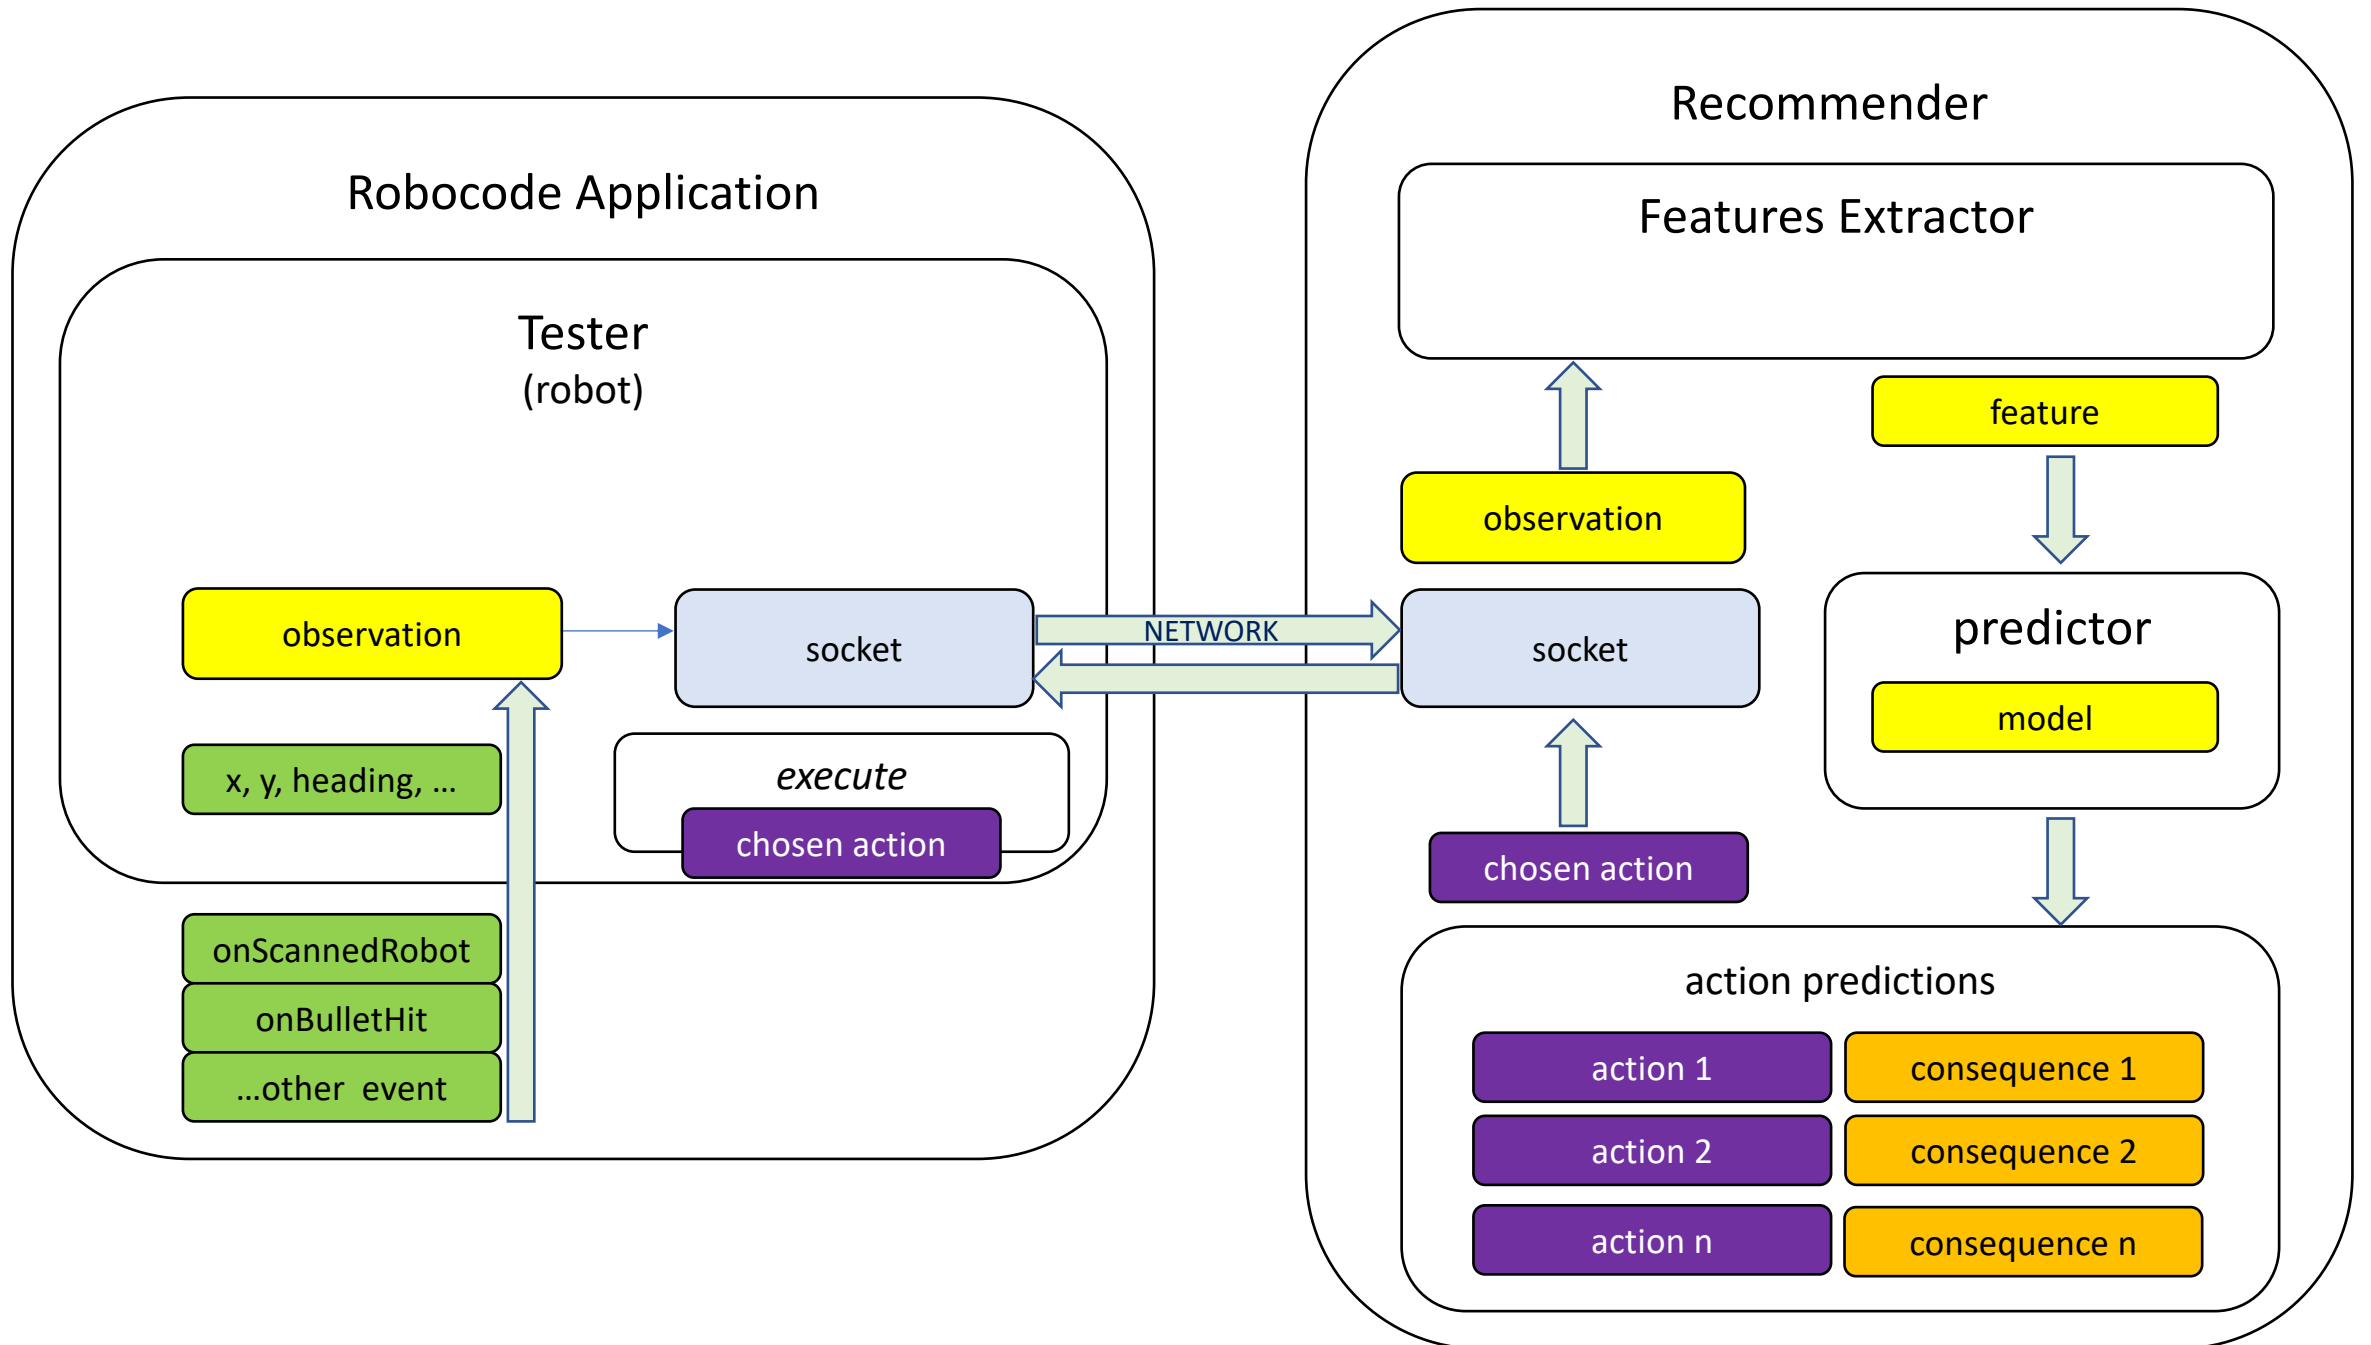 Robocode Application
Tester
(robot)
observation
socket
x, y, heading, ...
execute
chosen action
onScannedRobot
onBulletHit
...other  event
NETWORK
Recommender
Features Extractor
feature
observation
socket
predictor
model
chosen action
action predictions
action 1
consequence 1
action 2
consequence 2
action n
consequence n